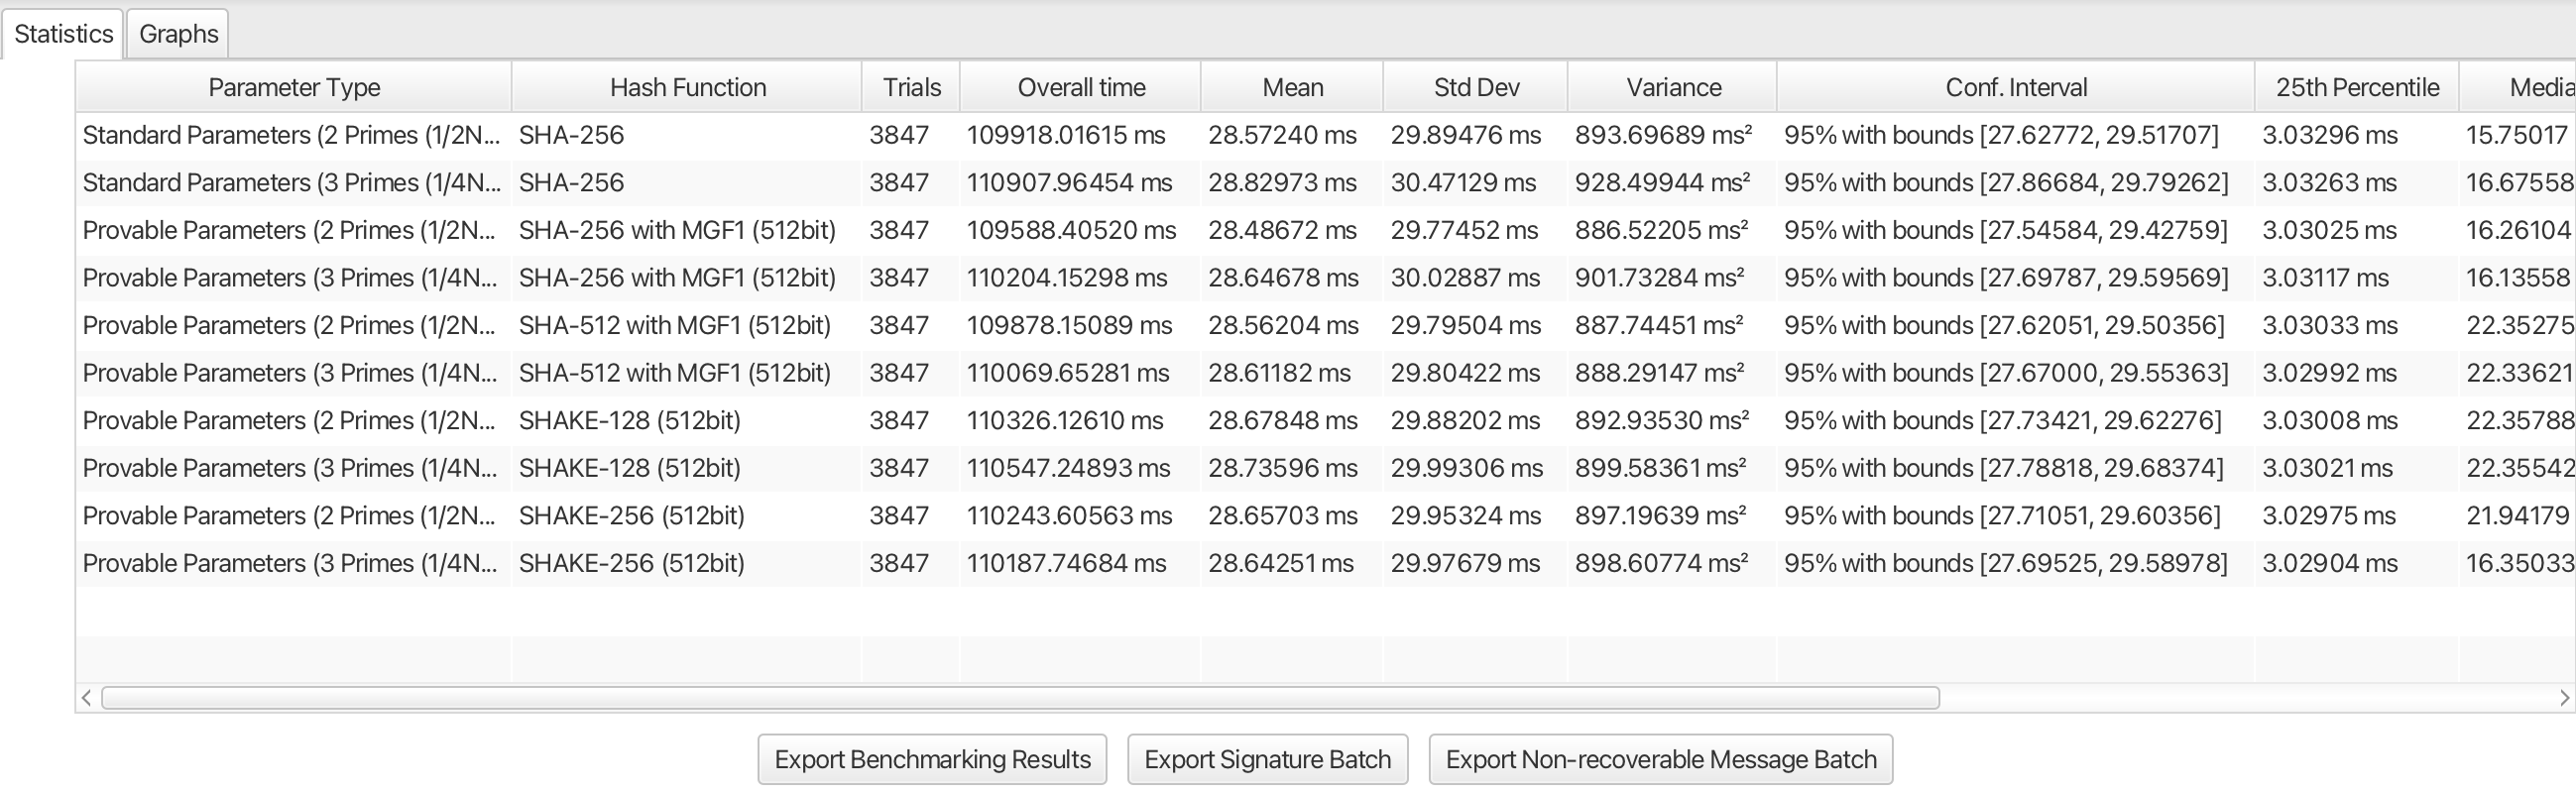 Statistics Graphs
Parameter Type Hash Function Trials Overall time Mean Std Dev Variance Conf. Interval 25th Percentile Media
Standard Parameters (2 Primes (1/2N... SHA-256 3847 109918.01615 ms 28.57240 ms 29.89476 ms 893.69689 ms² 95% with bounds [27.62772, 29.51707] 3.03296 ms 15.75017
Standard Parameters (3 Primes (1/4N... SHA-256 3847 110907.96454 ms 28.82973 ms 30.47129 ms 928.49944 ms² 95% with bounds [27.86684, 29.79262] 3.03263 ms 16.67558
Provable Parameters (2 Primes (1/2N... SHA-256 with MGF1 (512bit) 3847 109588.40520 ms 28.48672 ms 29.77452 ms 886.52205 ms² 95% with bounds [27.54584, 29.42759] 3.03025 ms 16.26104
Provable Parameters (3 Primes (1/4N... SHA-256 with MGF1 (512bit) 3847 110204.15298 ms 28.64678 ms 30.02887 ms 901.73284 ms² 95% with bounds [27.69787, 29.59569] 3.03117 ms 16.13558
Provable Parameters (2 Primes (1/2N... SHA-512 with MGF1 (512bit) 3847 109878.15089 ms 28.56204 ms 29.79504 ms 887.74451 ms² 95% with bounds [27.62051, 29.50356] 3.03033 ms 22.35275
Provable Parameters (3 Primes (1/4N... SHA-512 with MGF1 (512bit) 3847 110069.65281 ms 28.61182 ms 29.80422 ms 888.29147 ms² 95% with bounds [27.67000, 29.55363] 3.02992 ms 22.33621
Provable Parameters (2 Primes (1/2N... SHAKE-128 (512bit) 3847 110326.12610 ms 28.67848 ms 29.88202 ms 892.93530 ms² 95% with bounds [27.73421, 29.62276] 3.03008 ms 22.35788
Provable Parameters (3 Primes (1/4N... SHAKE-128 (512bit) 3847 110547.24893 ms 28.73596 ms 29.99306 ms 899.58361 ms² 95% with bounds [27.78818, 29.68374] 3.03021 ms 22.35542
Provable Parameters (2 Primes (1/2N... SHAKE-256 (512bit) 3847 110243.60563 ms 28.65703 ms 29.95324 ms 897.19639 ms² 95% with bounds [27.71051, 29.60356] 3.02975 ms 21.94179
Provable Parameters (3 Primes (1/4N... SHAKE-256 (512bit) 3847 110187.74684 ms 28.64251 ms 29.97679 ms 898.60774 ms² 95% with bounds [27.69525, 29.58978] 3.02904 ms 16.35033
Export Benchmarking Results Export Signature Batch Export Non-recoverable Message Batch